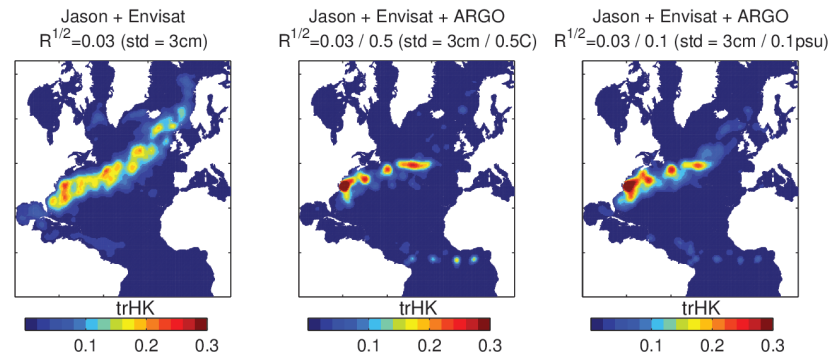 Jason + Envisat
R^1/2=0.03 (std = 3cm)
Jason + Envisat + ARGO
R^1/2=0.03 / 0.5 (std = 3cm / 0.5C)
Jason + Envisat + ARGO
R^1/2=0.03 / 0.1 (std = 3cm / 0.1psu)
trHK
0.1 0.2 0.3
trHK
0.1 0.2 0.3
trHK
0.1 0.2 0.3